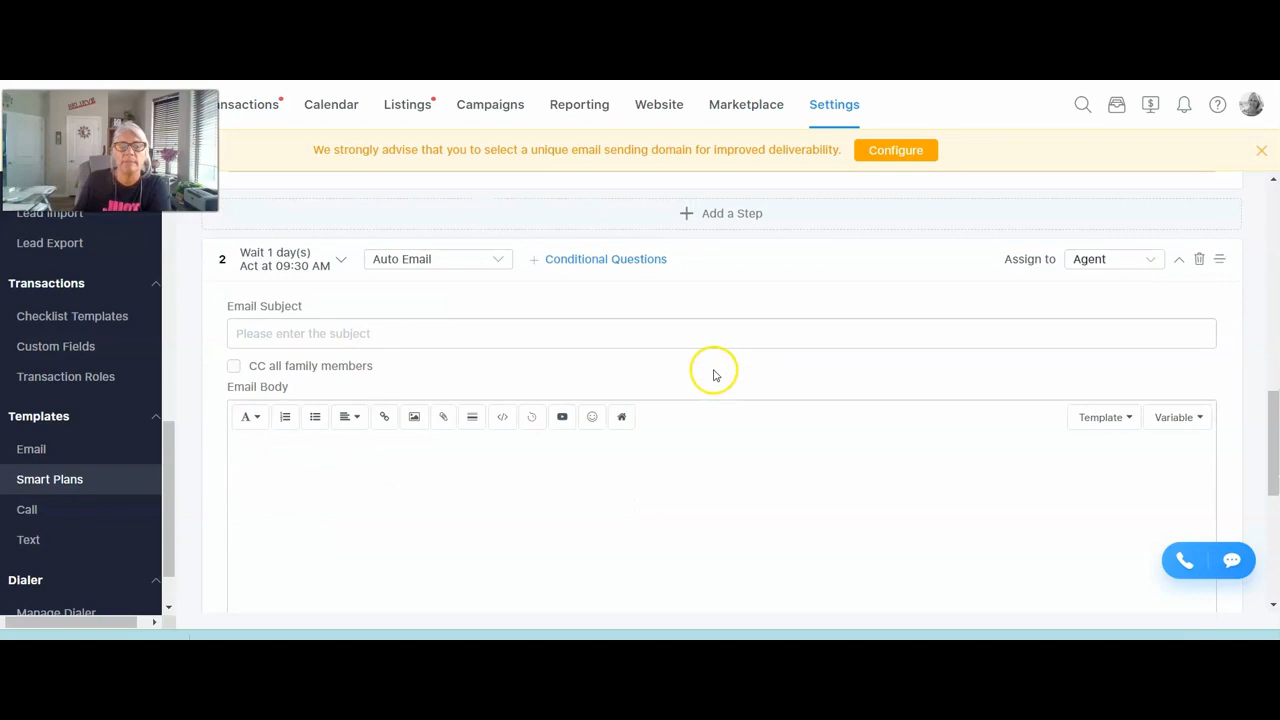 nsactions
Calendar
Listings
Campaigns
Reporting
Website
Marketplace
Settings
We strongly advise that you to select a unique email sending domain for improved deliverability.
Configure
Lead Import
Lead Export
Transactions
Checklist Templates
Custom Fields
Transaction Roles
Templates
Email
Smart Plans
Call
Text
Dialer
Manage Dialer
Add a Step
2
Wait 1 day(s)
Act at 09:30 AM
Auto Email
Conditional Questions
Assign to
Agent
Email Subject
Please enter the subject
CC all family members
Email Body
A
Template
Variable